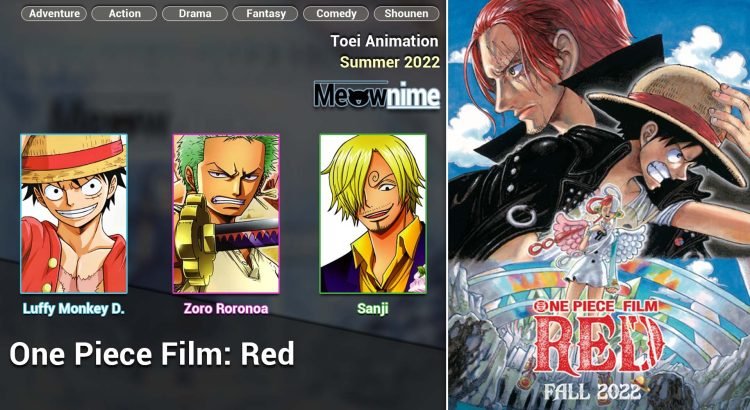 Adventure
Action
Drama
Fantasy
Comedy
Shounen
Toei Animation
Summer 2022
Meownime
Luffy Monkey D.
Zoro Roronoa
Sanji
One Piece Film: Red
ONE PIECE FILM
RED
FALL 2022